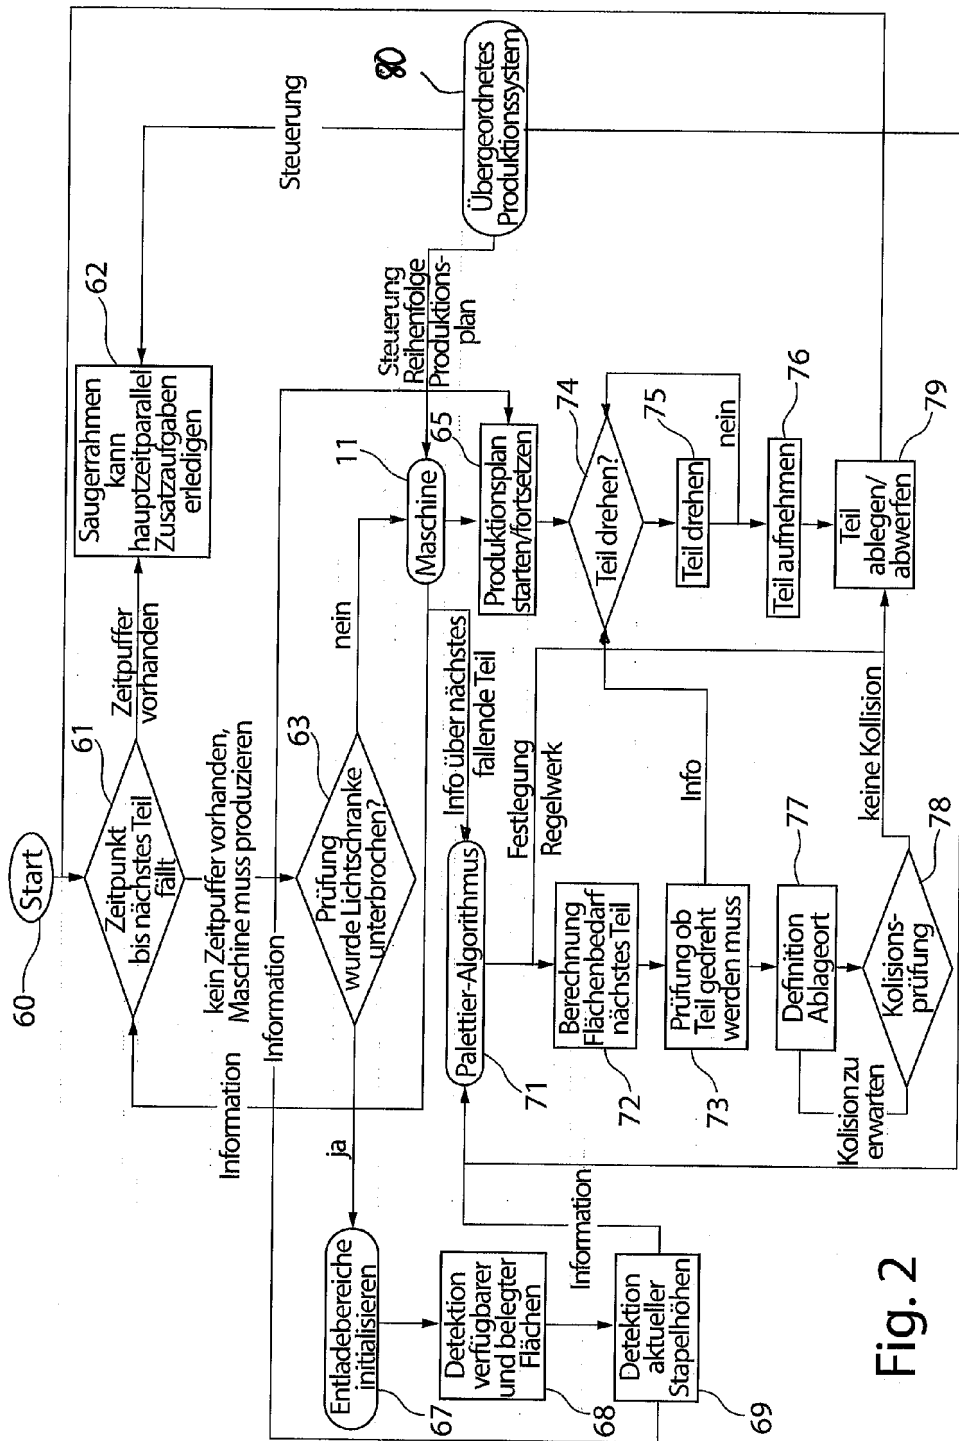 60
Start
61
Zeitpunkt
bis nächstes Teil
fällt
Zeitpuffer
vorhanden
Saugerrahmen
kann
hauptzeitparallel
Zusatzaufgaben
erledigen
62
Steuerung
80
Übergeordnetes
Produktionssystem
Information
kein Zeitpuffer vorhanden,
Maschine muss produzieren
Information
63
Prüfung
wurde Lichtschranke
unterbrochen?
ja
nein
Steuerung
Reihenfolge
Produktions-
plan
11
Maschine
Info über nächstes
fallende Teil
65
Produktionsplan
starten/fortsetzen
Entladebereiche
initialisieren
67
Detektion
verfügbarer
und belegter
Flächen
68
Detektion
aktueller
Stapelhöhen
69
Information
Palettier-Algorithmus
71
Festlegung
Regelwerk
Berechnung
Flächenbedarf
nächstes Teil
72
Prüfung ob
Teil gedreht
werden muss
73
Info
Teil drehen?
74
Teil drehen
75
nein
Teil aufnehmen
76
Definition
Ablageort
77
Kolision zu
erwarten
Kolisions-
prüfung
78
keine Kollision
Teil
ablegen/
abwerfen
79
Fig. 2